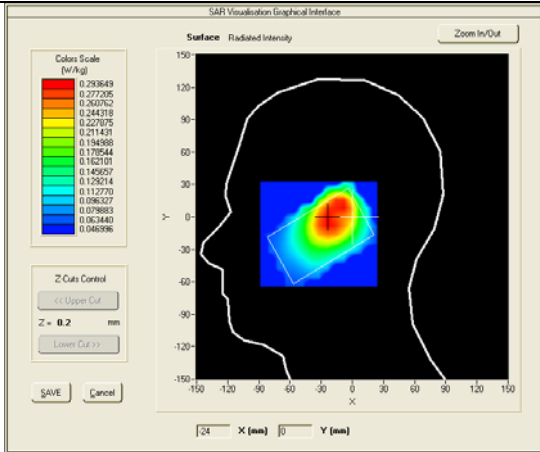 SAR Visualisation Graphical Interface
Surface Radiated Intensity
Zoom In/Out
Colors Scale
(W/kg)
0.293649
0.277205
0.260762
0.244318
0.227875
0.211431
0.194988
0.178544
0.162101
0.145657
0.129214
0.112770
0.096327
0.079883
0.063440
0.046996
150
120
90
60
30
0
-30
-60
-90
-120
-150
Y
-150 -120 -90 -60 -30 0 30 60 90 120 150
X
Z Cuts Control
<< Upper Cut
Z = 0.2 mm
Lower Cut >>
SAVE Cancel
-24 X (mm) 0 Y (mm)